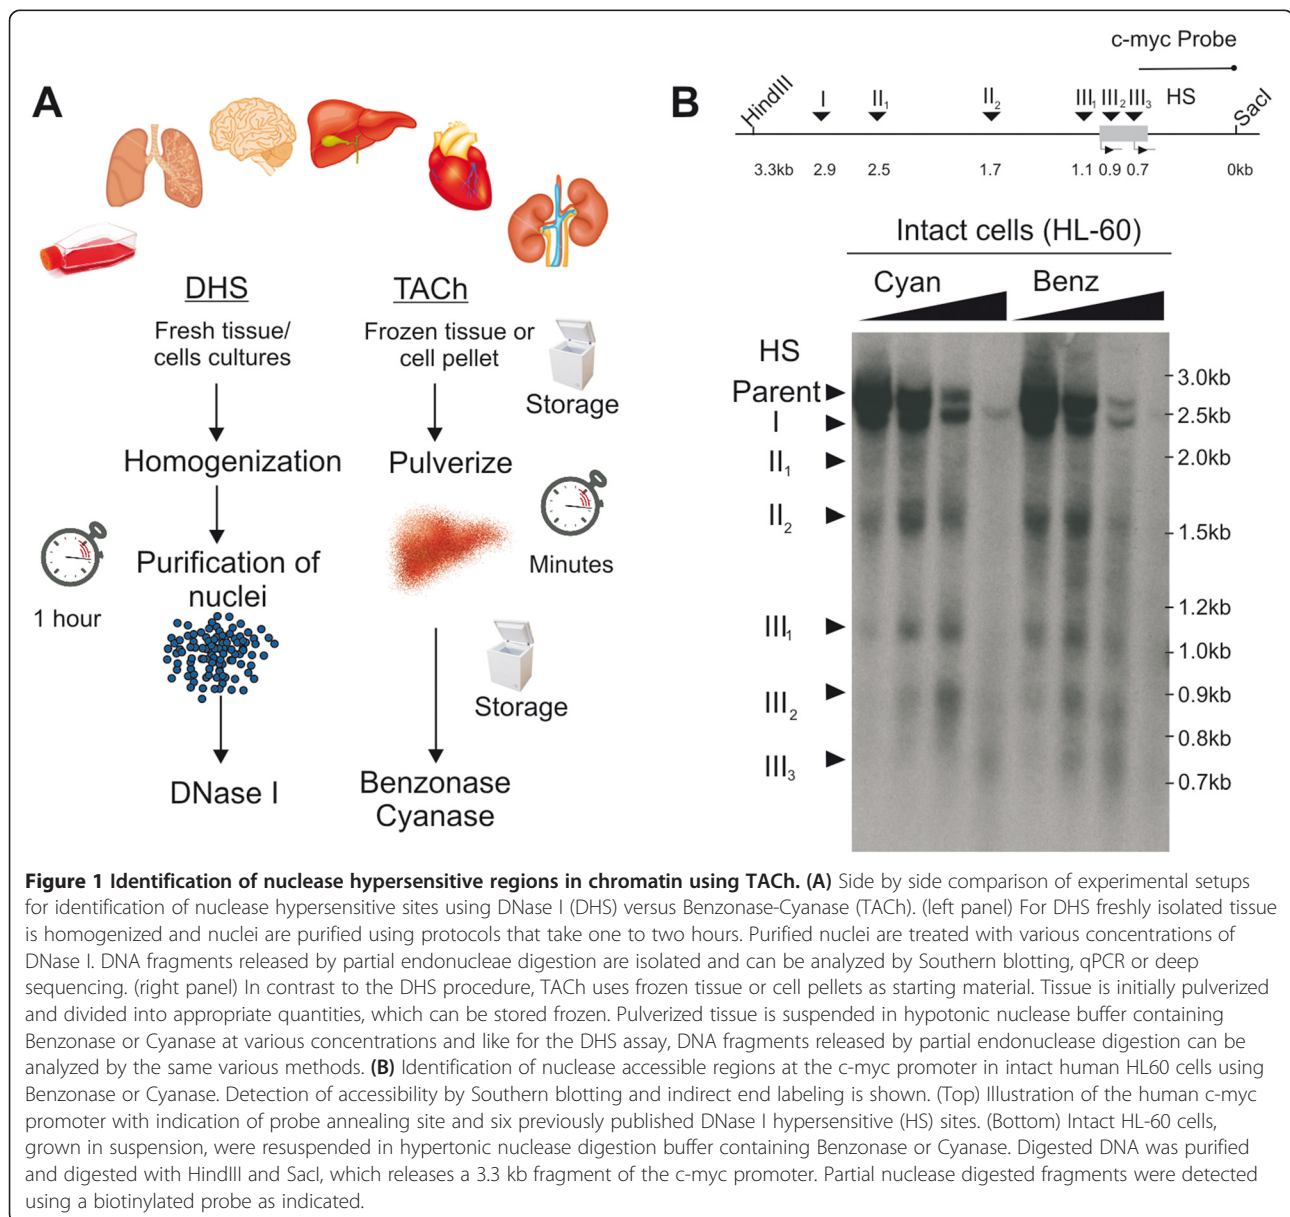 A
DHS
Fresh tissue/
cells cultures
Homogenization
Purification of
nuclei
1 hour
DNase I
TACh
Frozen tissue or
cell pellet
Storage
Pulverize
Minutes
Storage
Benzonase
Cyanase
B
c-myc Probe
HindIII I II1 II2 III1 III2 III3 HS SacI
3.3kb 2.9 2.5 1.7 1.1 0.9 0.7 0kb
Intact cells (HL-60)
Cyan Benz
HS
Parent
I
II1
II2
III1
III2
III3
3.0kb
2.5kb
2.0kb
1.5kb
1.2kb
1.0kb
0.9kb
0.8kb
0.7kb
Figure 1 Identification of nuclease hypersensitive regions in chromatin using TACh. (A) Side by side comparison of experimental setups
for identification of nuclease hypersensitive sites using DNase I (DHS) versus Benzonase-Cyanase (TACh). (left panel) For DHS freshly isolated tissue
is homogenized and nuclei are purified using protocols that take one to two hours. Purified nuclei are treated with various concentrations of
DNase I. DNA fragments released by partial endonucleae digestion are isolated and can be analyzed by Southern blotting, qPCR or deep
sequencing. (right panel) In contrast to the DHS procedure, TACh uses frozen tissue or cell pellets as starting material. Tissue is initially pulverized
and divided into appropriate quantities, which can be stored frozen. Pulverized tissue is suspended in hypotonic nuclease buffer containing
Benzonase or Cyanase at various concentrations and like for the DHS assay, DNA fragments released by partial endonuclease digestion can be
analyzed by the same various methods. (B) Identification of nuclease accessible regions at the c-myc promoter in intact human HL60 cells using
Benzonase or Cyanase. Detection of accessibility by Southern blotting and indirect end labeling is shown. (Top) Illustration of the human c-myc
promoter with indication of probe annealing site and six previously published DNase I hypersensitive (HS) sites. (Bottom) Intact HL-60 cells,
grown in suspension, were resuspended in hypertonic nuclease digestion buffer containing Benzonase or Cyanase. Digested DNA was purified
and digested with HindIII and SacI, which releases a 3.3 kb fragment of the c-myc promoter. Partial nuclease digested fragments were detected
using a biotinylated probe as indicated.